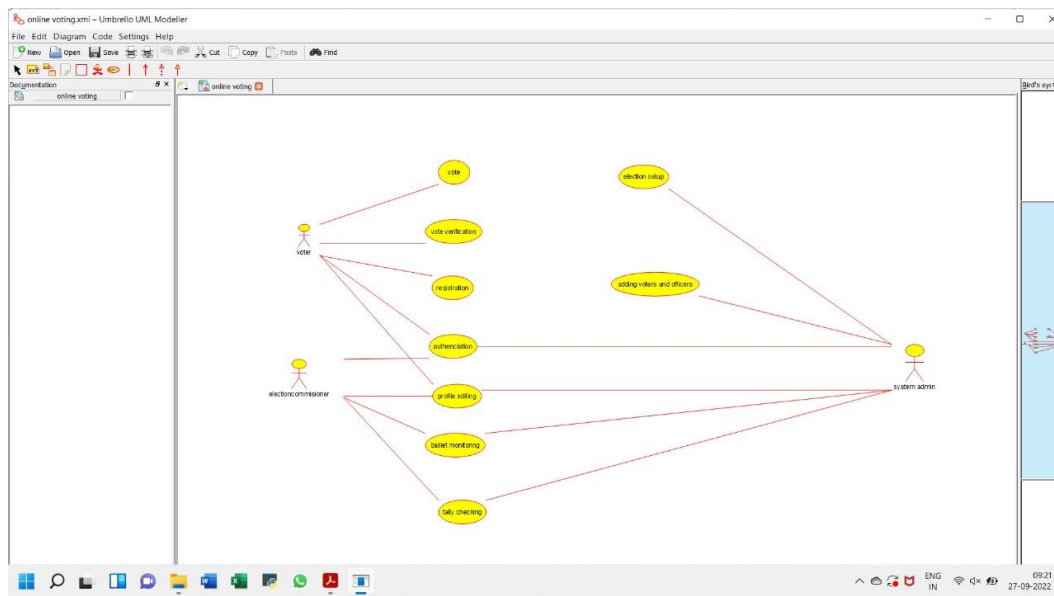 online voting.xmi – Umbrello UML Modeller
File Edit Diagram Code Settings Help
New Open Save Cut Copy Paste Find
Documentation
online voting
online voting
Bird's eye
vote
election setup
vote verification
voter
registration
adding voters and officers
authenciation
electioncommisioner
system admin
profile editing
ballet monitoring
tally checking
ENG
IN
09:21
27-09-2022